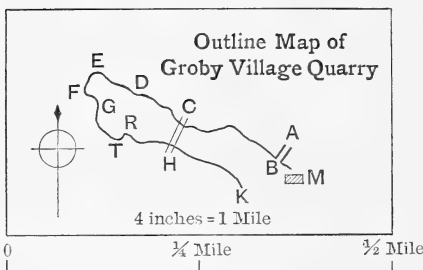 Outline Map of
Groby Village Quarry
E
D
F
G
C
R
A
T
H
B
M
K
4 inches = 1 Mile
0
¼ Mile
½ Mile